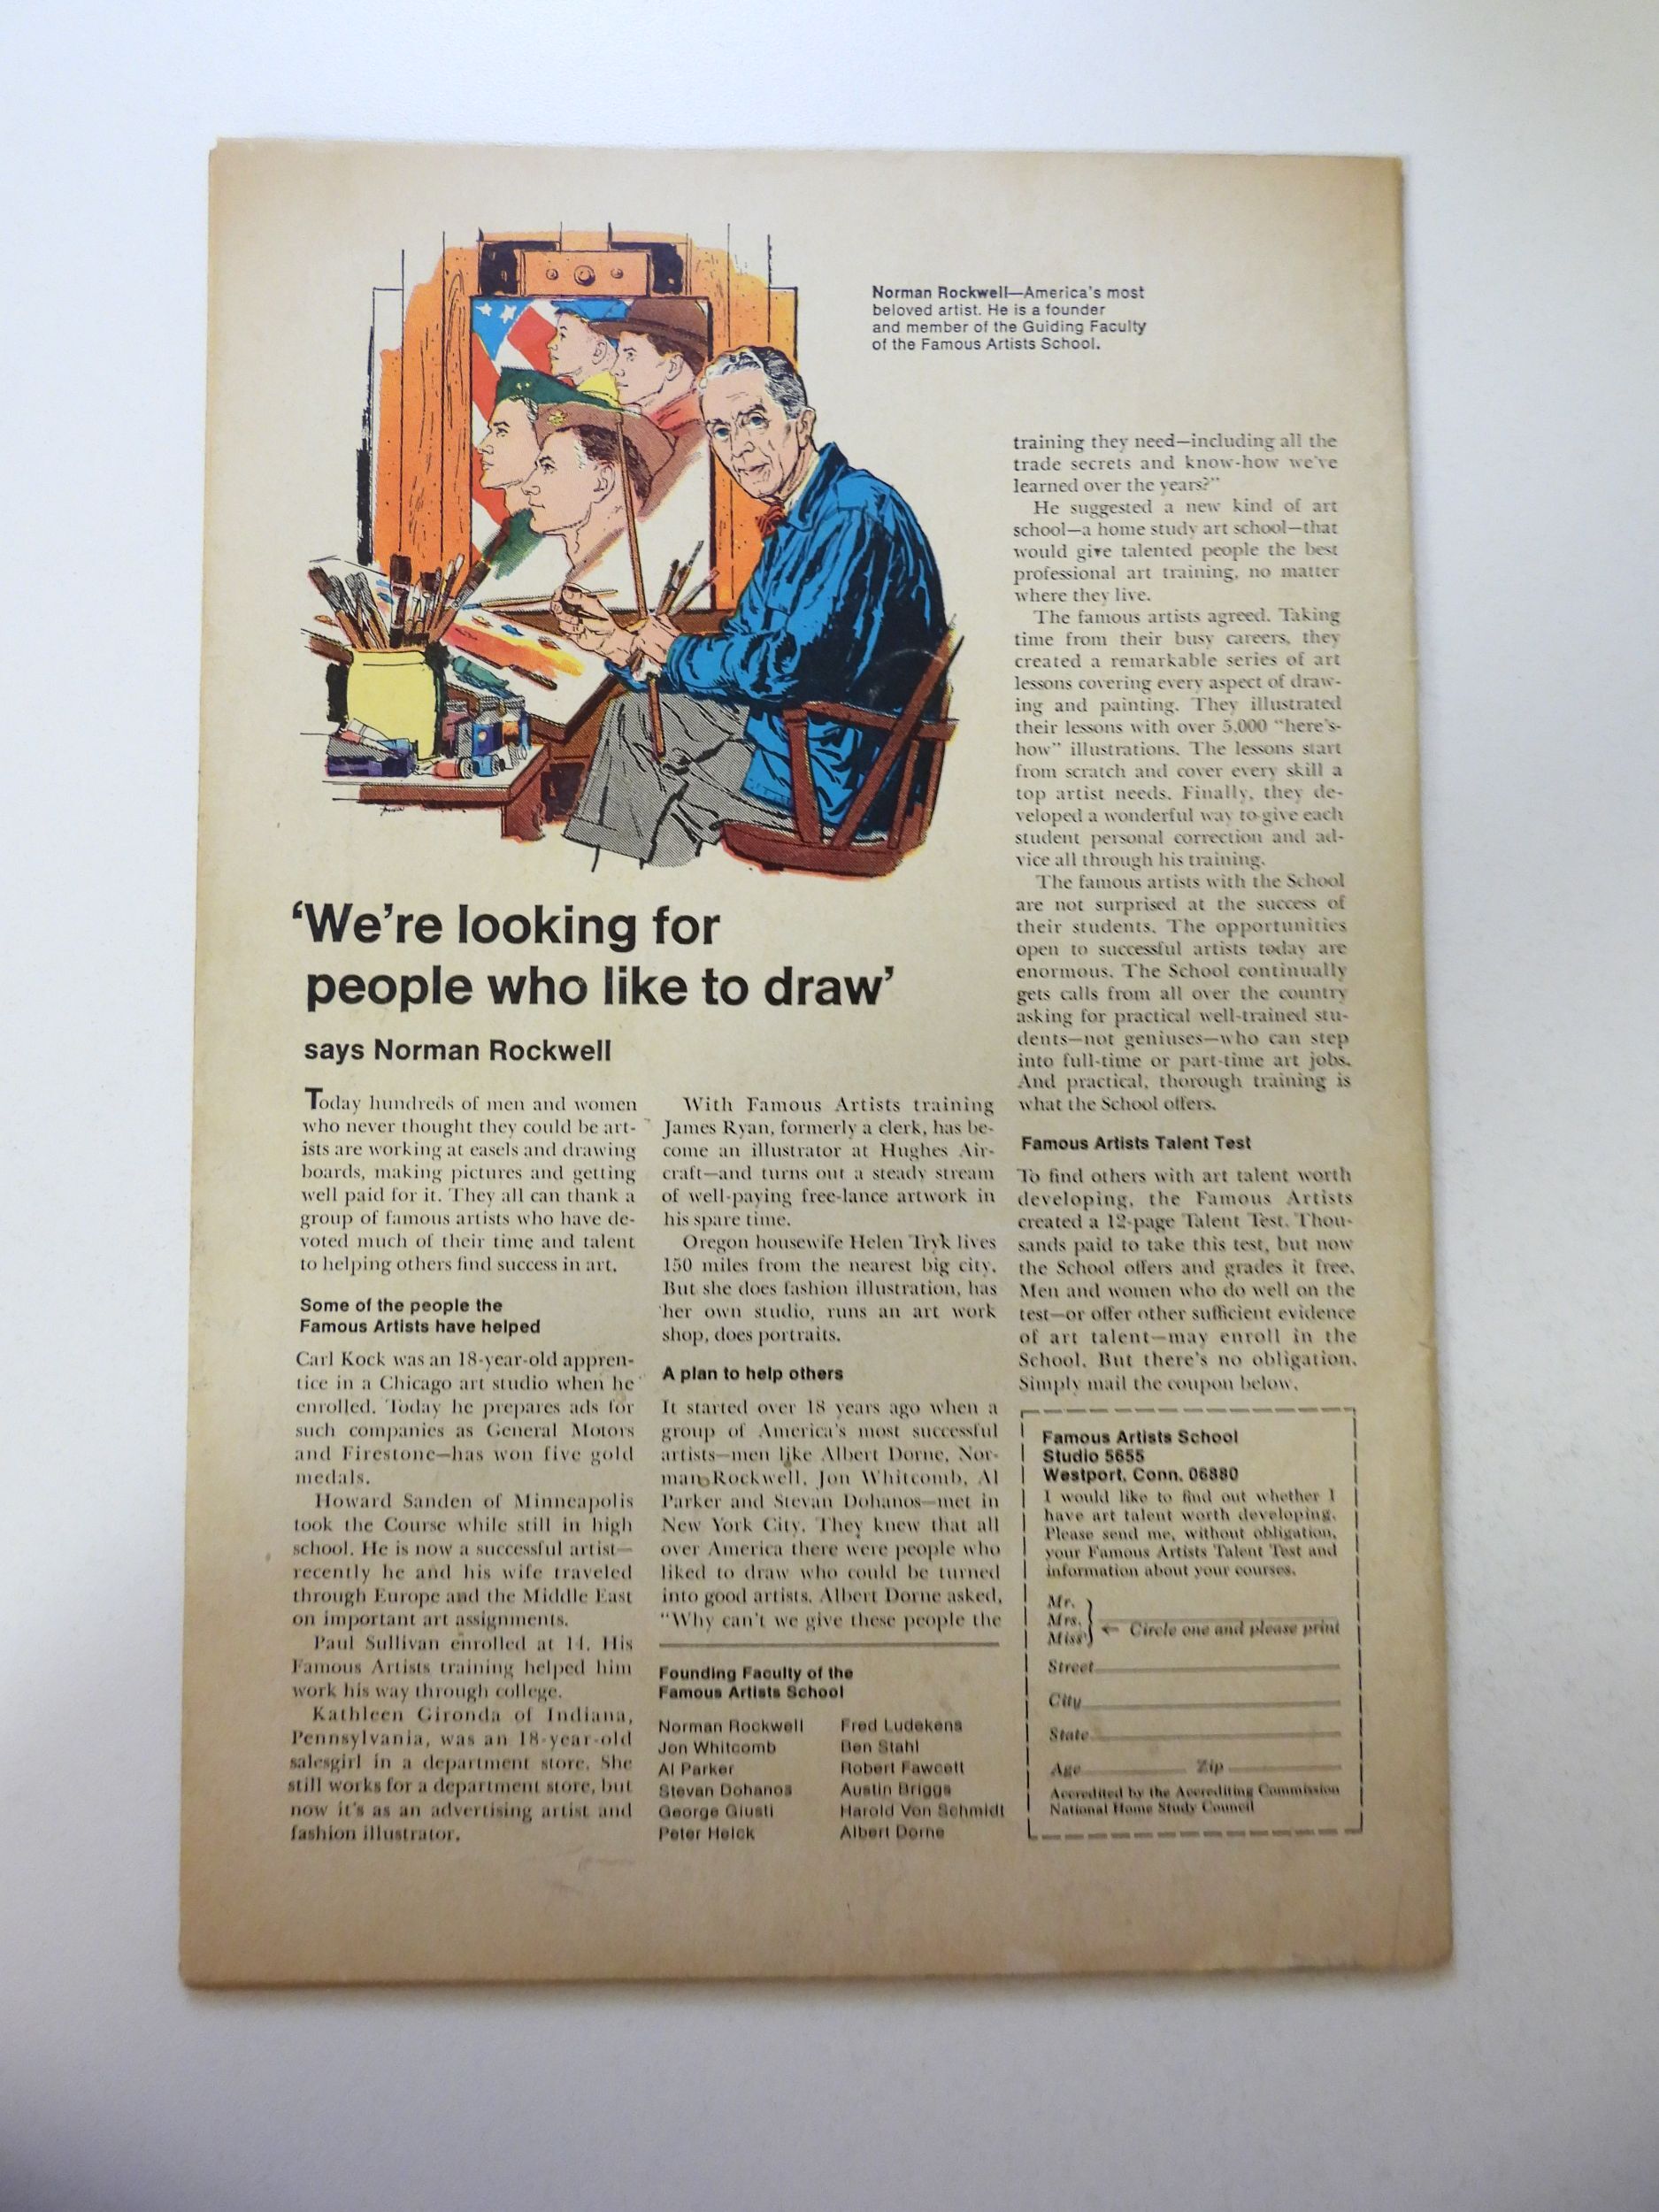 Norman Rockwell—America's most
beloved artist. He is a founder
and member of the Guiding Faculty
of the Famous Artists School.
'We're looking for
people who like to draw'
says Norman Rockwell
Today hundreds of men and women
who never thought they could be art-
ists are working at easels and drawing
boards, making pictures and getting
well paid for it. They all can thank a
group of famous artists who have de-
voted much of their time and talent
to helping others find success in art.
Some of the people the
Famous Artists have helped
Carl Kock was an 18-year-old appren-
tice in a Chicago art studio when he
enrolled. Today he prepares ads for
such companies as General Motors
and Firestone—has won five gold
medals.
Howard Sanden of Minneapolis
took the Course while still in high
school. He is now a successful artist—
recently he and his wife traveled
through Europe and the Middle East
on important art assignments.
Paul Sullivan enrolled at 14. His
Famous Artists training helped him
work his way through college.
Kathleen Gironda of Indiana,
Pennsylvania, was an 18-year-old
salesgirl in a department store. She
still works for a department store, but
now it's as an advertising artist and
fashion illustrator.
With Famous Artists training
James Ryan, formerly a clerk, has be-
come an illustrator at Hughes Air-
craft—and turns out a steady stream
of well-paying free-lance artwork in
his spare time.
Oregon housewife Helen Tryk lives
150 miles from the nearest big city.
But she does fashion illustration, has
her own studio, runs an art work
shop, does portraits.
A plan to help others
It started over 18 years ago when a
group of America's most successful
artists—men like Albert Dorne, Nor-
man Rockwell, Jon Whitcomb, Al
Parker and Stevan Dohanos—met in
New York City. They knew that all
over America there were people who
liked to draw who could be turned
into good artists. Albert Dorne asked,
"Why can't we give these people the
training they need—including all the
trade secrets and know-how we've
learned over the years?"
He suggested a new kind of art
school—a home study art school—that
would give talented people the best
professional art training, no matter
where they live.
The famous artists agreed. Taking
time from their busy careers, they
created a remarkable series of art
lessons covering every aspect of draw-
ing and painting. They illustrated
their lessons with over 5,000 "here's-
how" illustrations. The lessons start
from scratch and cover every skill a
top artist needs. Finally, they de-
veloped a wonderful way to give each
student personal correction and ad-
vice all through his training.
The famous artists with the School
are not surprised at the success of
their students. The opportunities
open to successful artists today are
enormous. The School continually
gets calls from all over the country
asking for practical well-trained stu-
dents—not geniuses—who can step
into full-time or part-time art jobs.
And practical, thorough training is
what the School offers.
Famous Artists Talent Test
To find others with art talent worth
developing, the Famous Artists
created a 12-page Talent Test. Thou-
sands paid to take this test, but now
the School offers and grades it free.
Men and women who do well on the
test—or offer other sufficient evidence
of art talent—may enroll in the
School. But there's no obligation.
Simply mail the coupon below.
Founding Faculty of the
Famous Artists School
Norman Rockwell
Jon Whitcomb
Al Parker
Stevan Dohanos
George Giusti
Peter Helck
Fred Ludekens
Ben Stahl
Robert Fawcett
Austin Briggs
Harold Von Schmidt
Albert Dorne
Famous Artists School
Studio 5655
Westport, Conn. 06880
I would like to find out whether I
have art talent worth developing.
Please send me, without obligation,
your Famous Artists Talent Test and
information about your courses.
Mr.
Mrs.
Miss
← Circle one and please print
Street
City
State
Age Zip
Accredited by the Accrediting Commission
National Home Study Council